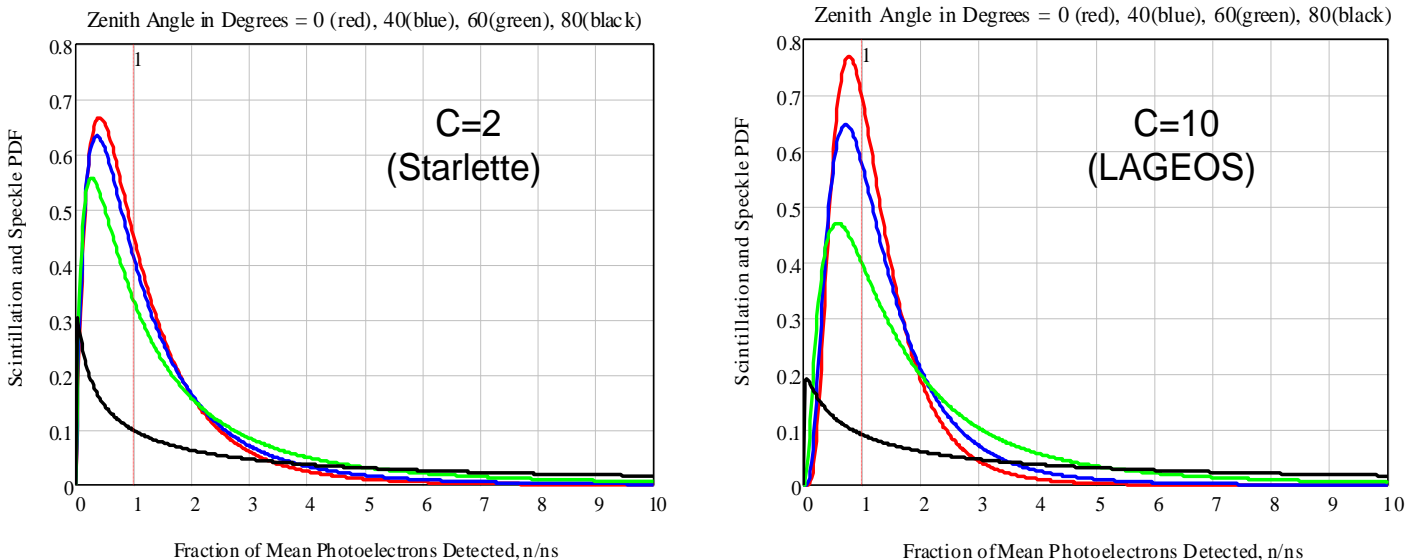 Zenith Angle in Degrees = 0 (red), 40(blue), 60(green), 80(black)
0.8
0.7
0.6
0.5
0.4
0.3
0.2
0.1
0
Scintillation and Speckle PDF
1
C=2
(Starlette)
0 1 2 3 4 5 6 7 8 9 10
Fraction of Mean Photoelectrons Detected, n/ns
Zenith Angle in Degrees = 0 (red), 40(blue), 60(green), 80(black)
0.8
0.7
0.6
0.5
0.4
0.3
0.2
0.1
0
Scintillation and Speckle PDF
1
C=10
(LAGEOS)
0 1 2 3 4 5 6 7 8 9 10
Fraction of Mean Photoelectrons Detected, n/ns